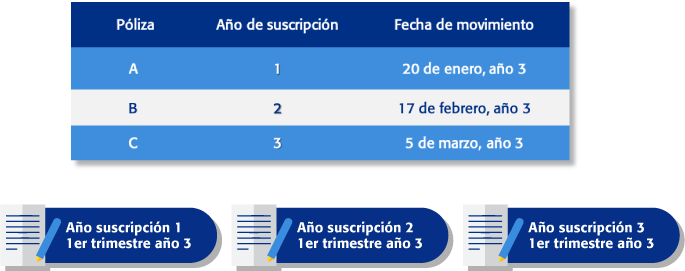 Póliza Año de suscripción Fecha de movimiento
A 1 20 de enero, año 3
B 2 17 de febrero, año 3
C 3 5 de marzo, año 3
Año suscripción 1
1er trimestre año 3
Año suscripción 2
1er trimestre año 3
Año suscripción 3
1er trimestre año 3